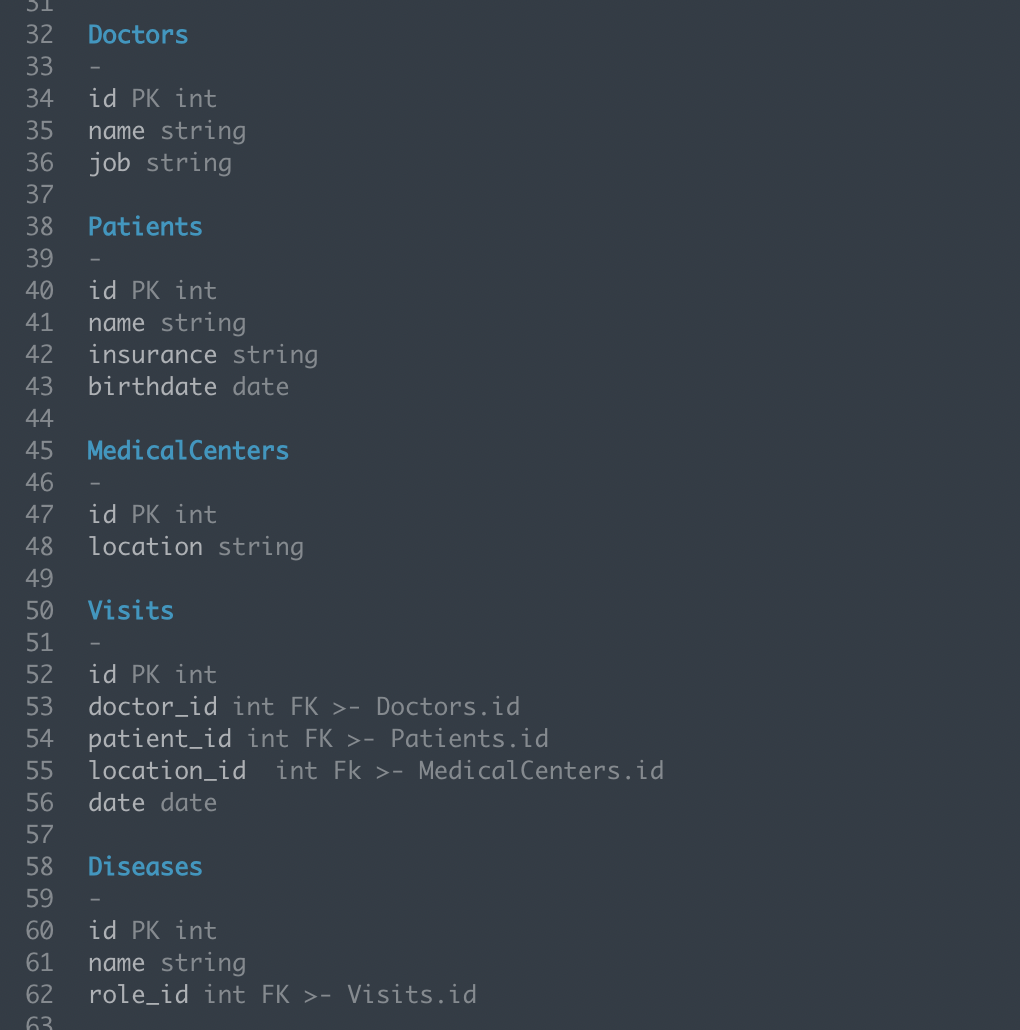 31
32 Doctors
33 -
34 id PK int
35 name string
36 job string
37
38 Patients
39 -
40 id PK int
41 name string
42 insurance string
43 birthdate date
44
45 MedicalCenters
46 -
47 id PK int
48 location string
49
50 Visits
51 -
52 id PK int
53 doctor_id int FK >- Doctors.id
54 patient_id int FK >- Patients.id
55 location_id  int Fk >- MedicalCenters.id
56 date date
57
58 Diseases
59 -
60 id PK int
61 name string
62 role_id int FK >- Visits.id
63